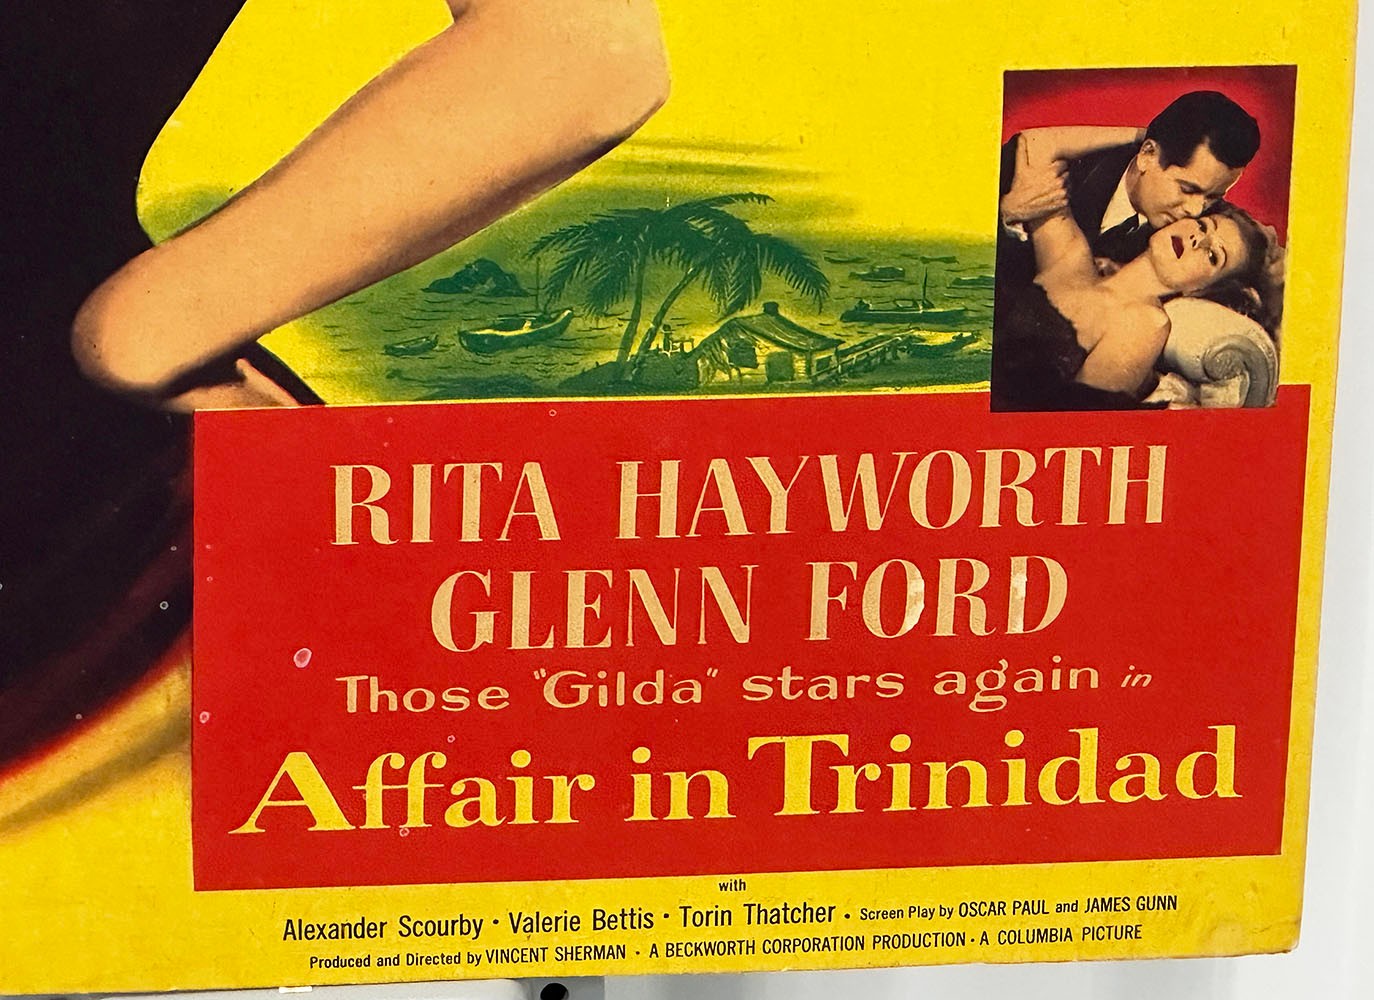 RITA HAYWORTH
GLENN FORD
Those "Gilda" stars again in
Affair in Trinidad
with
Alexander Scourby • Valerie Bettis • Torin Thatcher • Screen Play by OSCAR PAUL and JAMES GUNN
Produced and Directed by VINCENT SHERMAN • A BECKWORTH CORPORATION PRODUCTION • A COLUMBIA PICTURE